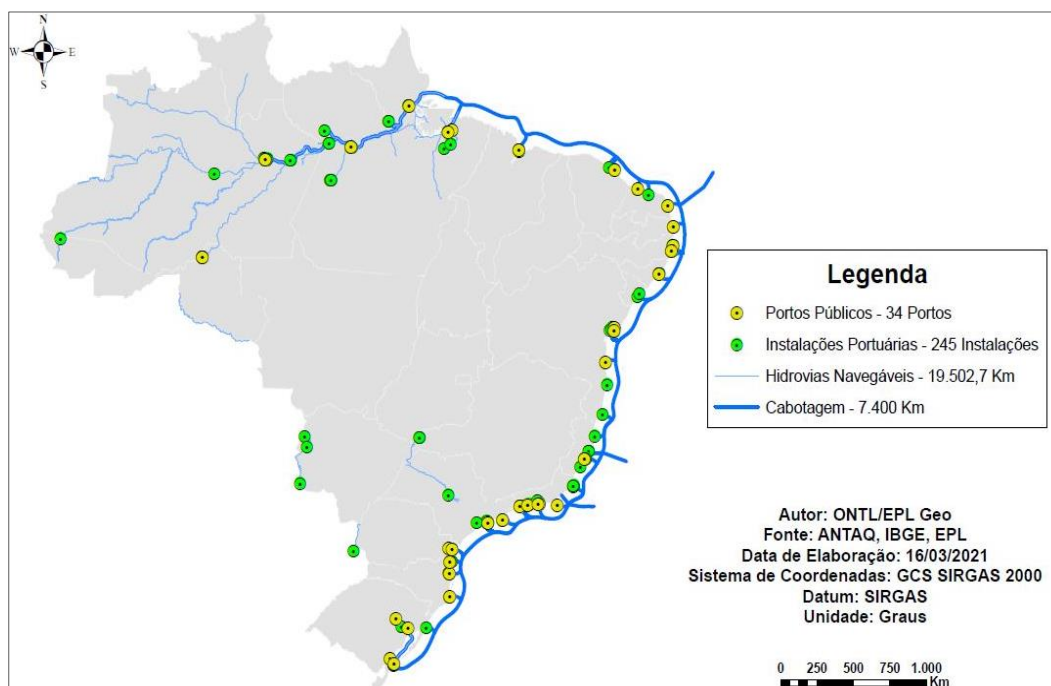 N
W E
S
Legenda
Portos Públicos - 34 Portos
Instalações Portuárias - 245 Instalações
Hidrovias Navegáveis - 19.502,7 Km
Cabotagem - 7.400 Km
Autor: ONTL/EPL Geo
Fonte: ANTAQ, IBGE, EPL
Data de Elaboração: 16/03/2021
Sistema de Coordenadas: GCS SIRGAS 2000
Datum: SIRGAS
Unidade: Graus
0 250 500 750 1.000
Km